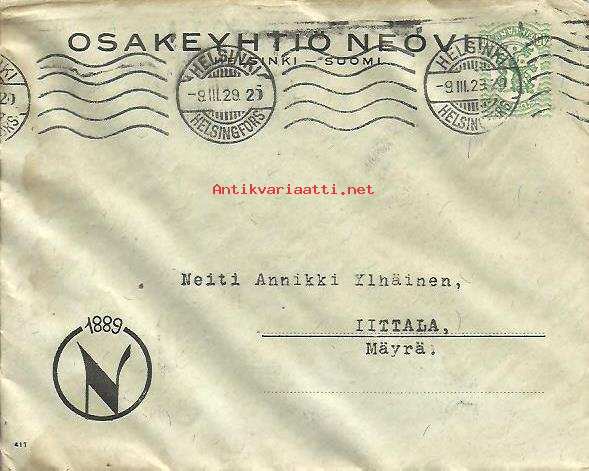 OSAKEYHTIÖ NEOVI
HELSINKI – SUOMI
HELSINKI
-9.III.29. 25
HELSINGFORS
HELSINKI
-9.III.29.
HELSINGFORS
Antikvariaatti.net
Neiti Annikki Ylhäinen,
IITTALA,
Mäyrä.
1889
N
417